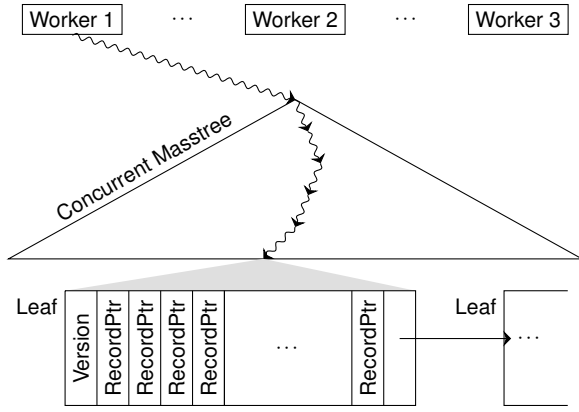 Worker 1 ... Worker 2 ... Worker 3
Concurrent Masstree
Leaf
Version
RecordPtr
RecordPtr
RecordPtr
RecordPtr
...
RecordPtr
Leaf
...